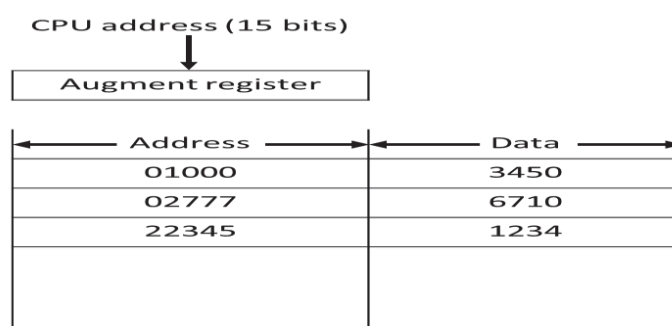 CPU address (15 bits)
Augment register
Address Data
01000 3450
02777 6710
22345 1234